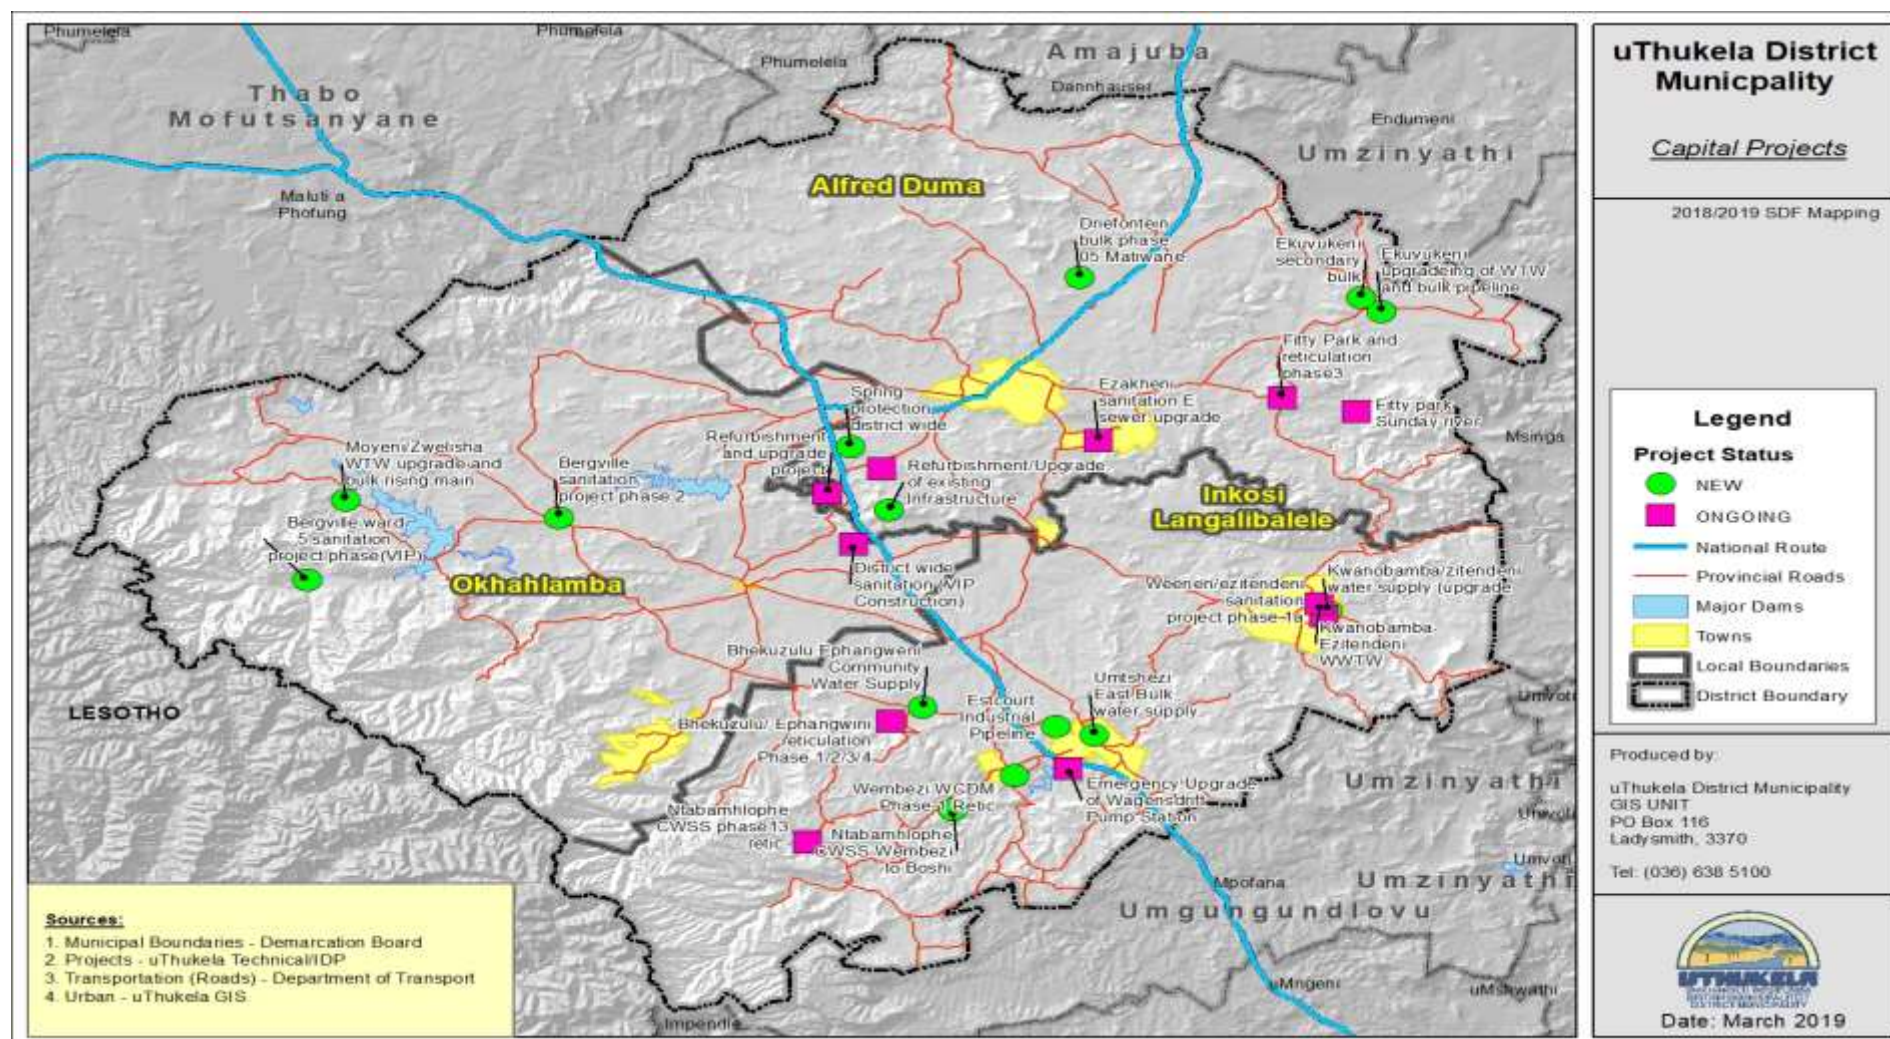 Phumelela
Phumelela
Phumelela
Amajuba
Dannhauser
Thabo
Mofutsanyane
Endumeni
Umzinyathi
Alfred Duma
Maluti a
Phofung
Driefontein
bulk phase
05 Matiwane
Ekuvukeni
secondary
bulk
Ekuvukeni
upgradeing of WTW
and bulk pipeline
Fitty Park and
reticulation
phase3
Spring
protection
district wide
Ezakheni
sanitation E
sewer upgrade
Fitty park
Sunday river
Msinga
Refurbishment
and upgrade
project
Moyeni/Zwelisha
WTW upgrade and
bulk rising main
Bergville
sanitation
project phase 2
Refurbishment/Upgrade
of existing
Infrastructure
Inkosi
Langalibalele
Bergville ward
5 sanitation
project phase(VIP)
Okhahlamba
District wide
sanitation (VIP
Construction)
Weenen/ezitendeni
sanitation
project phase-1a
Kwanobamba/zitendeni
water supply (upgrade
Kwanobamba-
Ezitendeni
WWTW
Bhekuzulu Ephangweni
Community
Water Supply
Umtshezi
East Bulk
water supply
Estcourt
Industrial
Pipeline
LESOTHO
Bhekuzulu/ Ephangwini
reticulation
Phase 1/2/3/4
Wembezi WCDM
Phase-1 Retic
Emergency Upgrade
of Wagensdrift
Pump Station
Ntabamhlophe
CWSS phase13
retic
Ntabamhlophe
CWSS Wembezi
to Boshi
Umzinyathi
Mpofana
Umzinyathi
Umgungundlovu
uMngeni
uMshwathi
Impendle
Sources:
1. Municipal Boundaries - Demarcation Board
2. Projects - uThukela Technical/IDP
3. Transportation (Roads) - Department of Transport
4. Urban - uThukela GIS
uThukela District
Municpality
Capital Projects
2018/2019 SDF Mapping
Legend
Project Status
NEW
ONGOING
National Route
Provincial Roads
Major Dams
Towns
Local Boundaries
District Boundary
Produced by:
uThukela District Municipality
GIS UNIT
PO Box 116
Ladysmith, 3370
Tel: (036) 638 5100
UTHUKELA
Date: March 2019